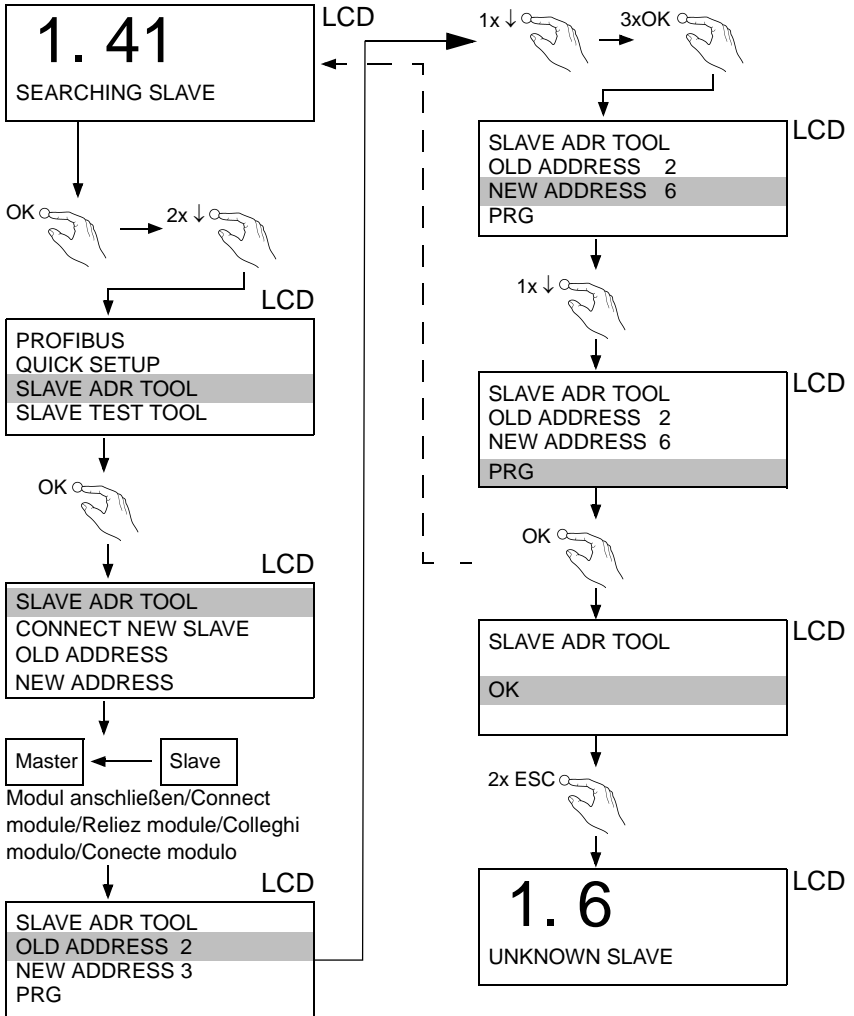 1. 41
SEARCHING SLAVE
LCD
OK
2x ↓
LCD
PROFIBUS
QUICK SETUP
SLAVE ADR TOOL
SLAVE TEST TOOL
OK
LCD
SLAVE ADR TOOL
CONNECT NEW SLAVE
OLD ADDRESS
NEW ADDRESS
Master
Slave
Modul anschließen/Connect
module/Reliez module/Colleghi
modulo/Conecte modulo
LCD
SLAVE ADR TOOL
OLD ADDRESS 2
NEW ADDRESS 3
PRG
1x ↓
3xOK
LCD
SLAVE ADR TOOL
OLD ADDRESS 2
NEW ADDRESS 6
PRG
1x ↓
LCD
SLAVE ADR TOOL
OLD ADDRESS 2
NEW ADDRESS 6
PRG
OK
LCD
SLAVE ADR TOOL
OK
2x ESC
LCD
1. 6
UNKNOWN SLAVE